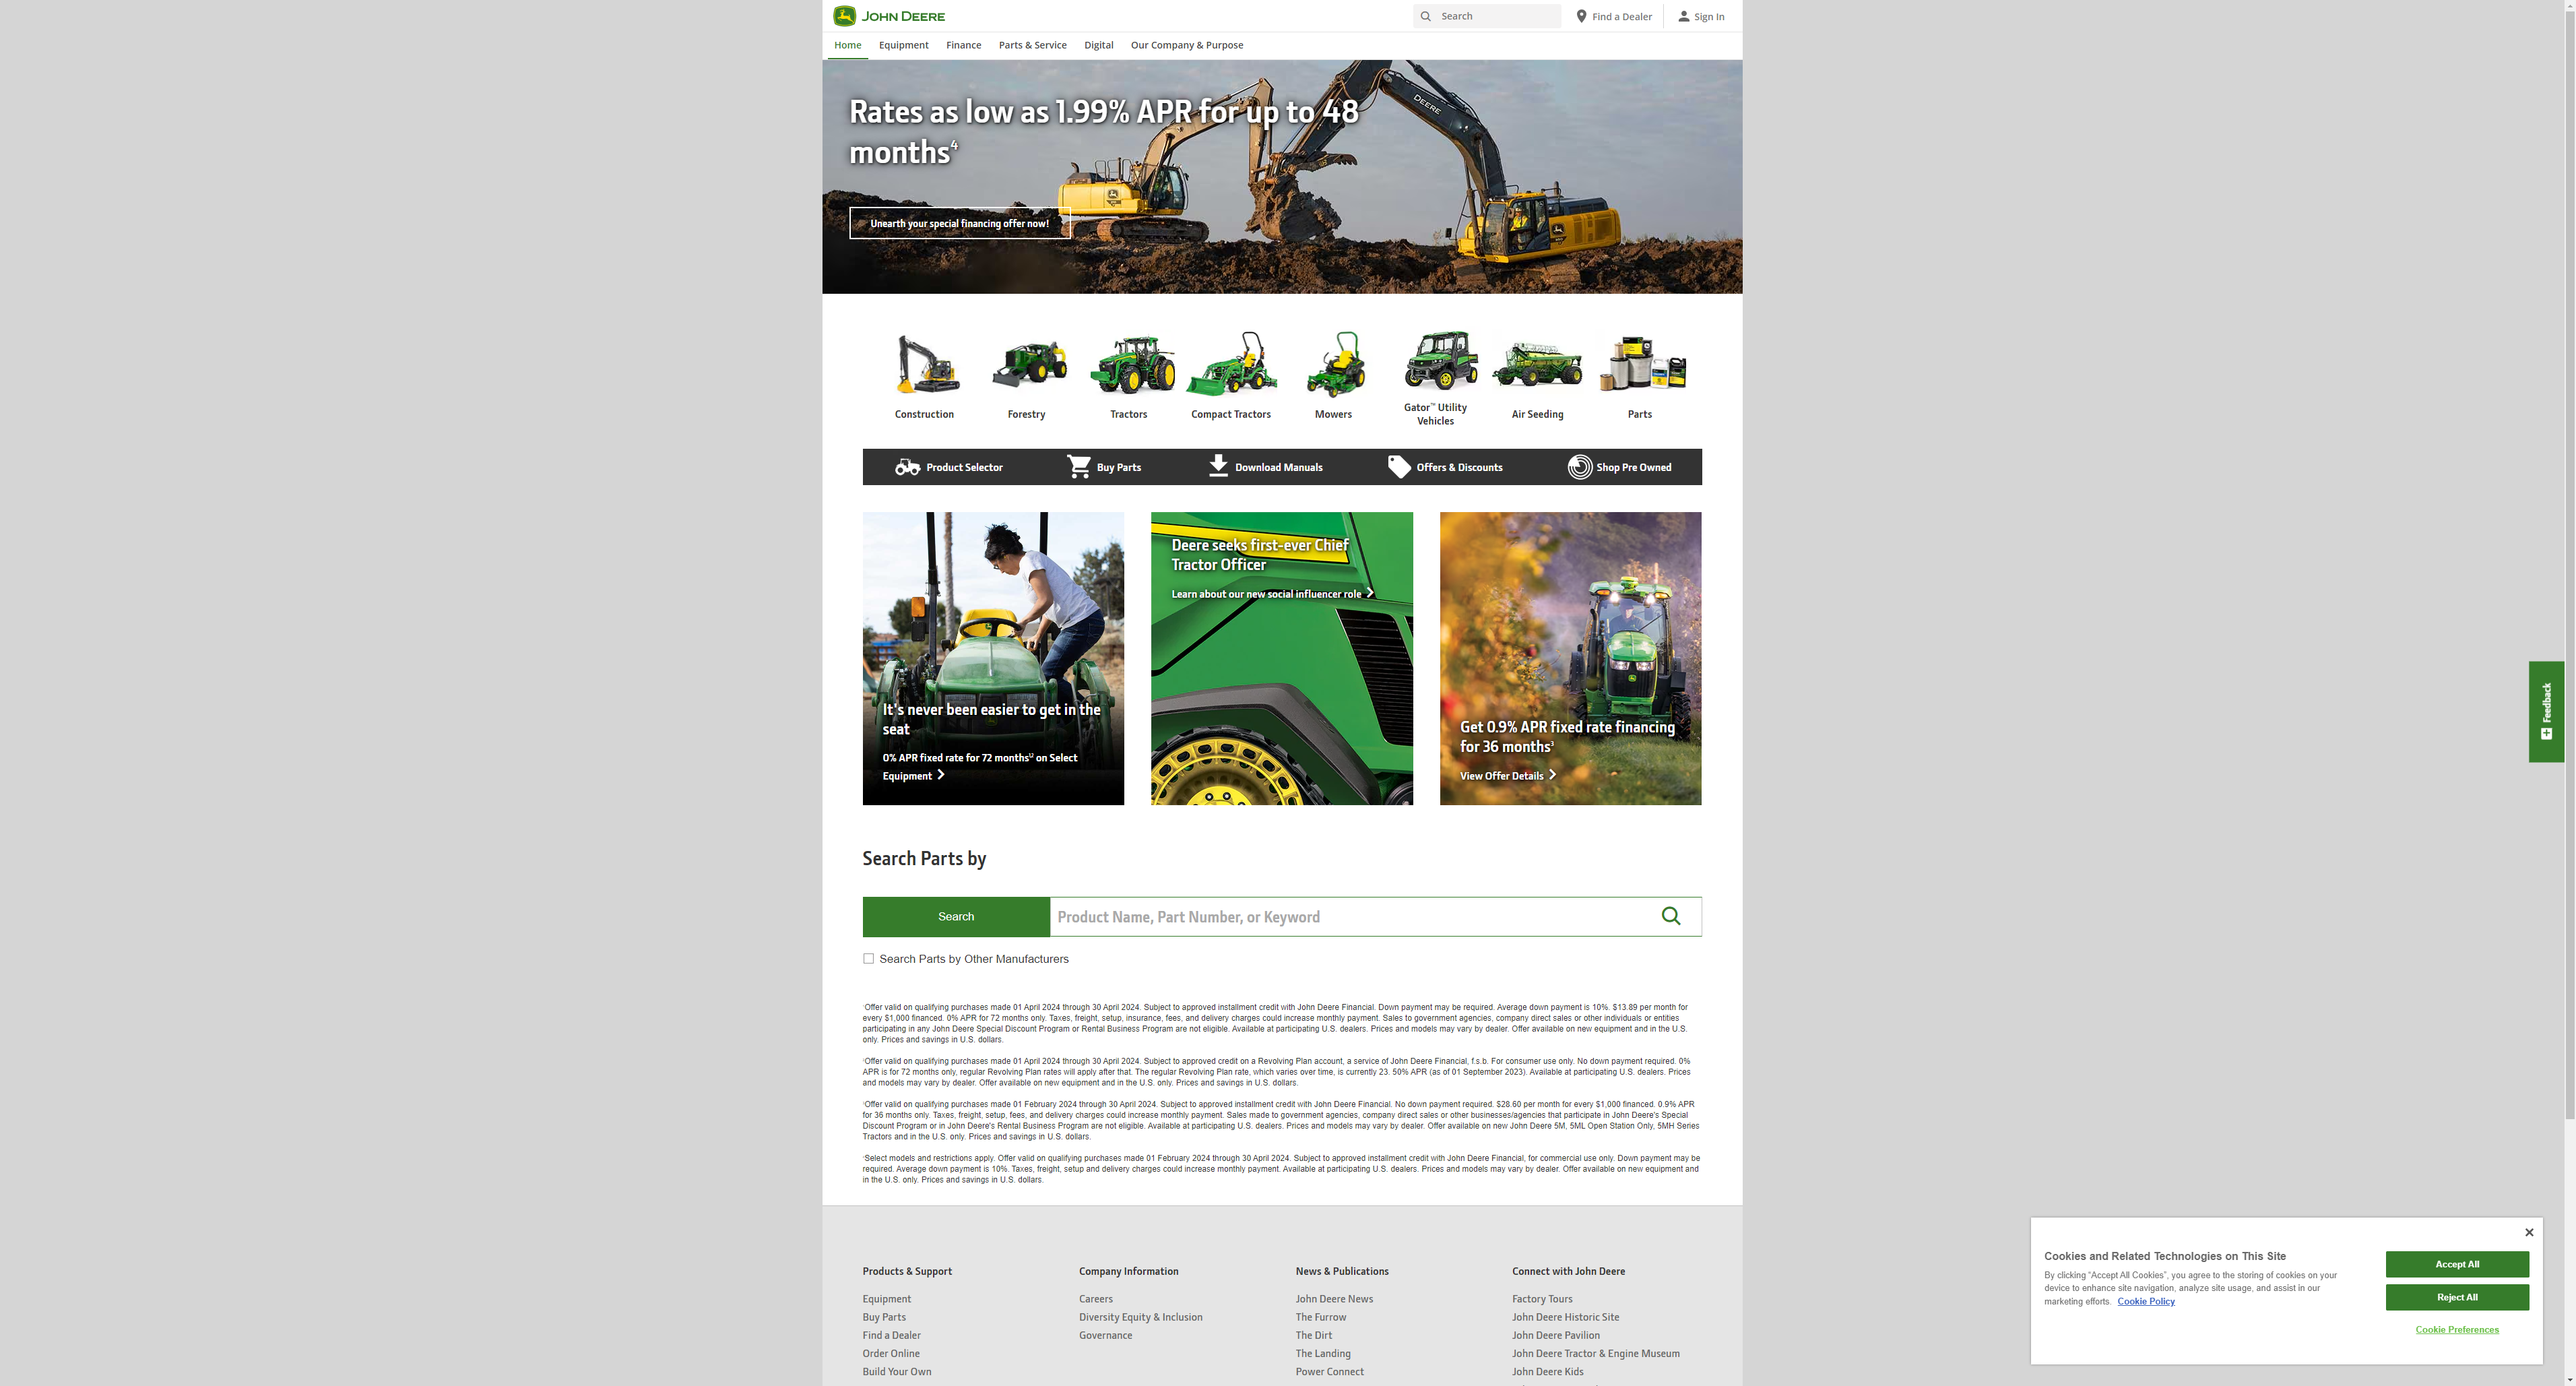 JOHN DEERE
Search
Find a Dealer
Sign In
Home
Equipment
Finance
Parts & Service
Digital
Our Company & Purpose
Rates as low as 1.99% APR for up to 48
months4
DEERE
Unearth your special financing offer now!
Construction
Forestry
Tractors
Compact Tractors
Mowers
Gator™ Utility
Vehicles
Air Seeding
Parts
Product Selector
Buy Parts
Download Manuals
Offers & Discounts
Shop Pre Owned
It's never been easier to get in the
seat
0% APR fixed rate for 72 months on Select
Equipment
Deere seeks first-ever Chief
Tractor Officer
Learn about our new social influencer role
Get 0.9% APR fixed rate financing
for 36 months3
View Offer Details
Feedback
Search Parts by
Search
Product Name, Part Number, or Keyword
Search Parts by Other Manufacturers
Offer valid on qualifying purchases made 01 April 2024 through 30 April 2024. Subject to approved installment credit with John Deere Financial. Down payment may be required. Average down payment is 10%. $13.89 per month for
every $1,000 financed. 0% APR for 72 months only. Taxes, freight, setup, insurance, fees, and delivery charges could increase monthly payment. Sales to government agencies, company direct sales or other individuals or entities
participating in any John Deere Special Discount Program or Rental Business Program are not eligible. Available at participating U.S. dealers. Prices and models may vary by dealer. Offer available on new equipment and in the U.S.
only. Prices and savings in U.S. dollars.
Offer valid on qualifying purchases made 01 April 2024 through 30 April 2024. Subject to approved credit on a Revolving Plan account, a service of John Deere Financial, f.s.b. For consumer use only. No down payment required. 0%
APR is for 72 months only, regular Revolving Plan rates will apply after that. The regular Revolving Plan rate, which varies over time, is currently 23. 50% APR (as of 01 September 2023). Available at participating U.S. dealers. Prices
and models may vary by dealer. Offer available on new equipment and in the U.S. only. Prices and savings in U.S. dollars.
Offer valid on qualifying purchases made 01 February 2024 through 30 April 2024. Subject to approved installment credit with John Deere Financial. No down payment required. $28.60 per month for every $1,000 financed. 0.9% APR
for 36 months only. Taxes, freight, setup, fees, and delivery charges could increase monthly payment. Sales made to government agencies, company direct sales or other businesses/agencies that participate in John Deere's Special
Discount Program or in John Deere's Rental Business Program are not eligible. Available at participating U.S. dealers. Prices and models may vary by dealer. Offer available on new John Deere 5M, 5ML Open Station Only, 5MH Series
Tractors and in the U.S. only. Prices and savings in U.S. dollars.
Select models and restrictions apply. Offer valid on qualifying purchases made 01 February 2024 through 30 April 2024. Subject to approved installment credit with John Deere Financial, for commercial use only. Down payment may be
required. Average down payment is 10%. Taxes, freight, setup and delivery charges could increase monthly payment. Available at participating U.S. dealers. Prices and models may vary by dealer. Offer available on new equipment and
in the U.S. only. Prices and savings in U.S. dollars.
Products & Support
Equipment
Buy Parts
Find a Dealer
Order Online
Build Your Own
Company Information
Careers
Diversity Equity & Inclusion
Governance
News & Publications
John Deere News
The Furrow
The Dirt
The Landing
Power Connect
Connect with John Deere
Factory Tours
John Deere Historic Site
John Deere Pavilion
John Deere Tractor & Engine Museum
John Deere Kids
Cookies and Related Technologies on This Site
By clicking “Accept All Cookies”, you agree to the storing of cookies on your
device to enhance site navigation, analyze site usage, and assist in our
marketing efforts. Cookie Policy
Accept All
Reject All
Cookie Preferences